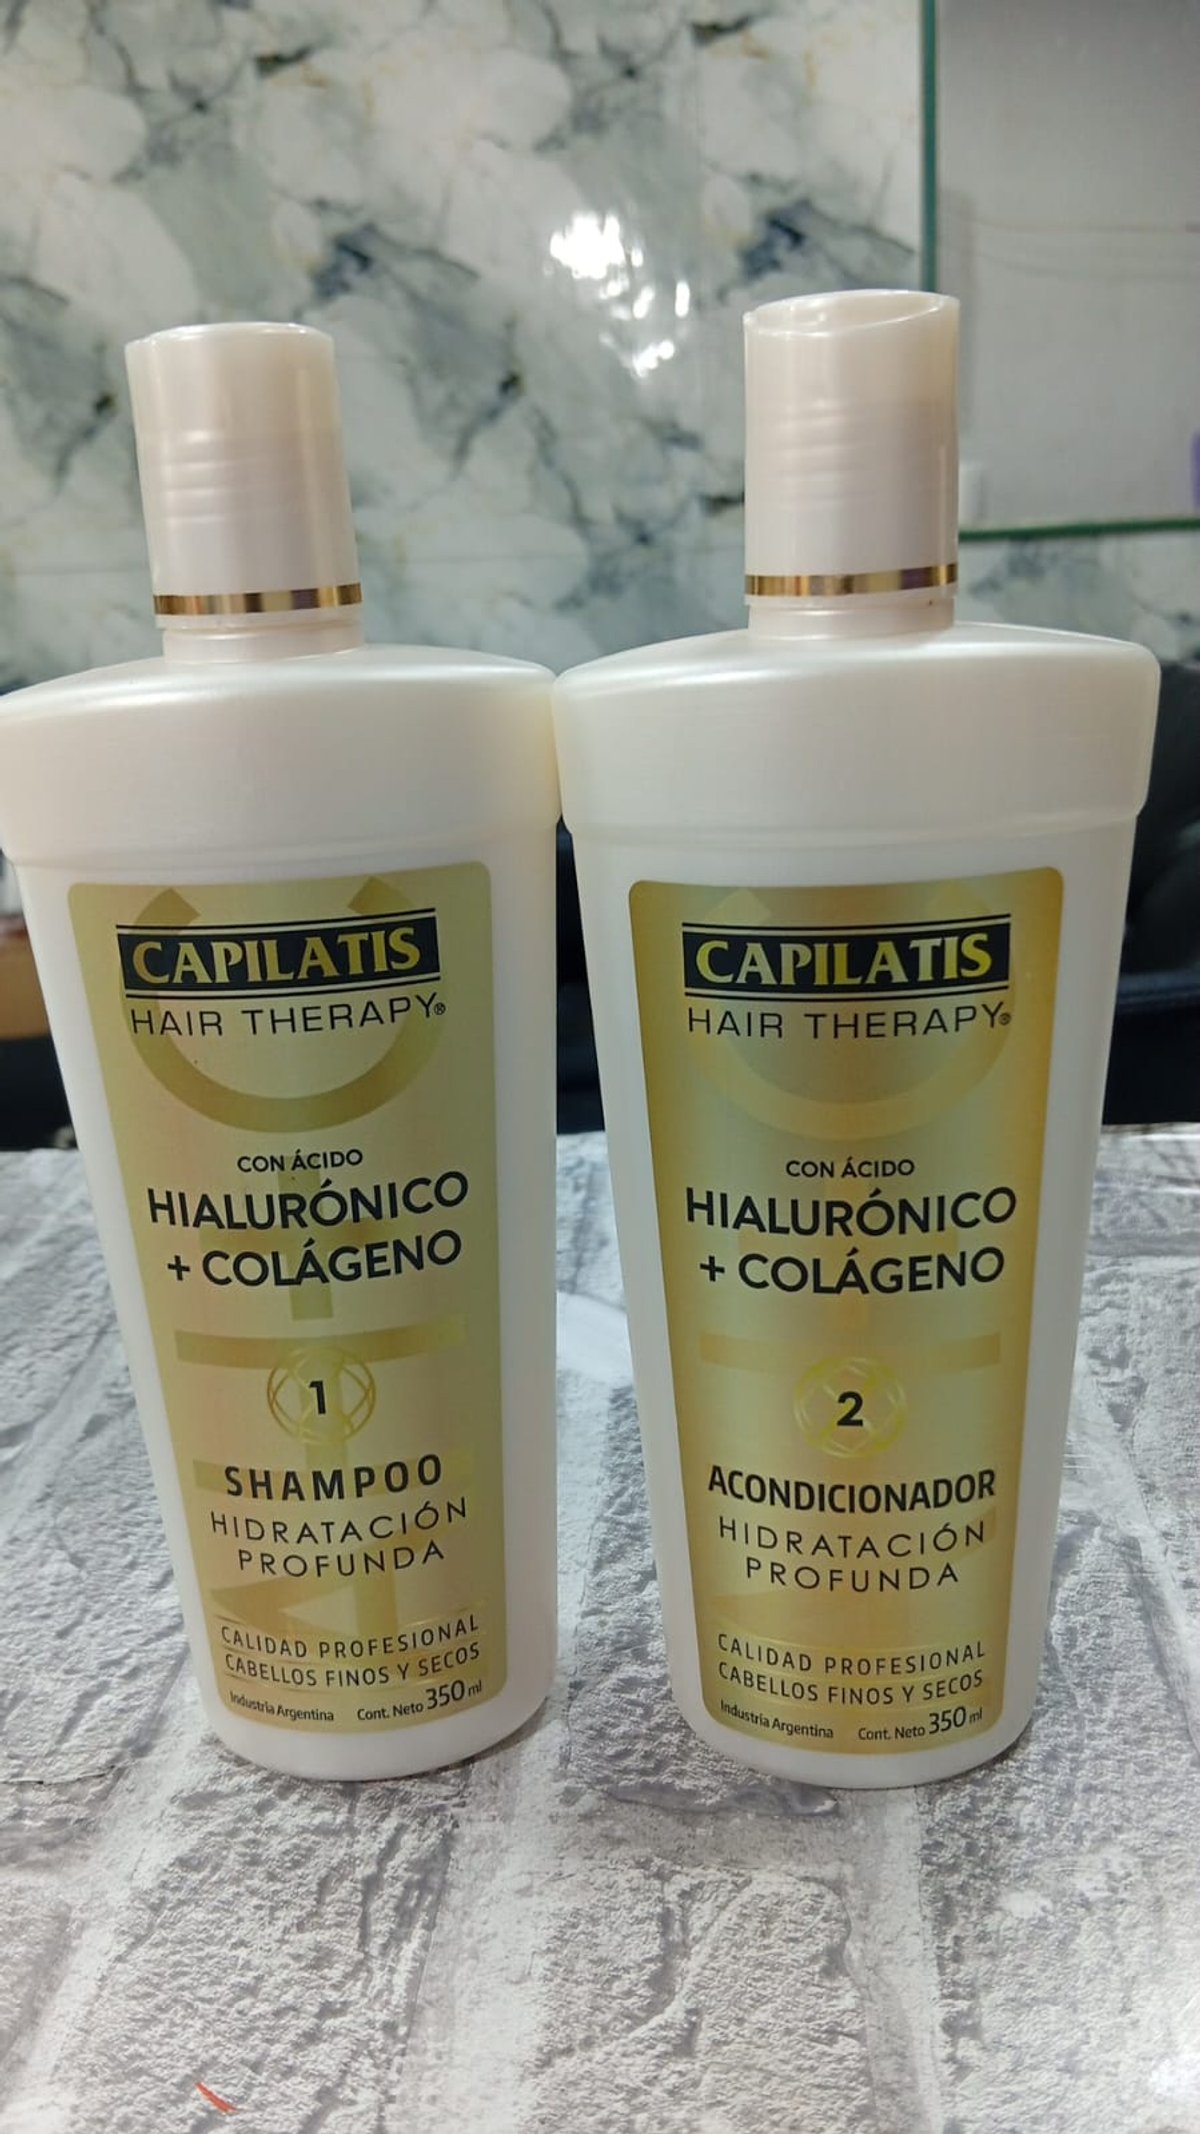 CAPILATIS
HAIR THERAPY®
CON ÁCIDO
HIALURÓNICO
+ COLÁGENO
1
SHAMPOO
HIDRATACIÓN
PROFUNDA
CALIDAD PROFESIONAL
CABELLOS FINOS Y SECOS
Industria Argentina Cont. Neto 350 ml
CAPILATIS
HAIR THERAPY®
CON ÁCIDO
HIALURÓNICO
+ COLÁGENO
2
ACONDICIONADOR
HIDRATACIÓN
PROFUNDA
CALIDAD PROFESIONAL
CABELLOS FINOS Y SECOS
Industria Argentina Cont. Neto 350 ml